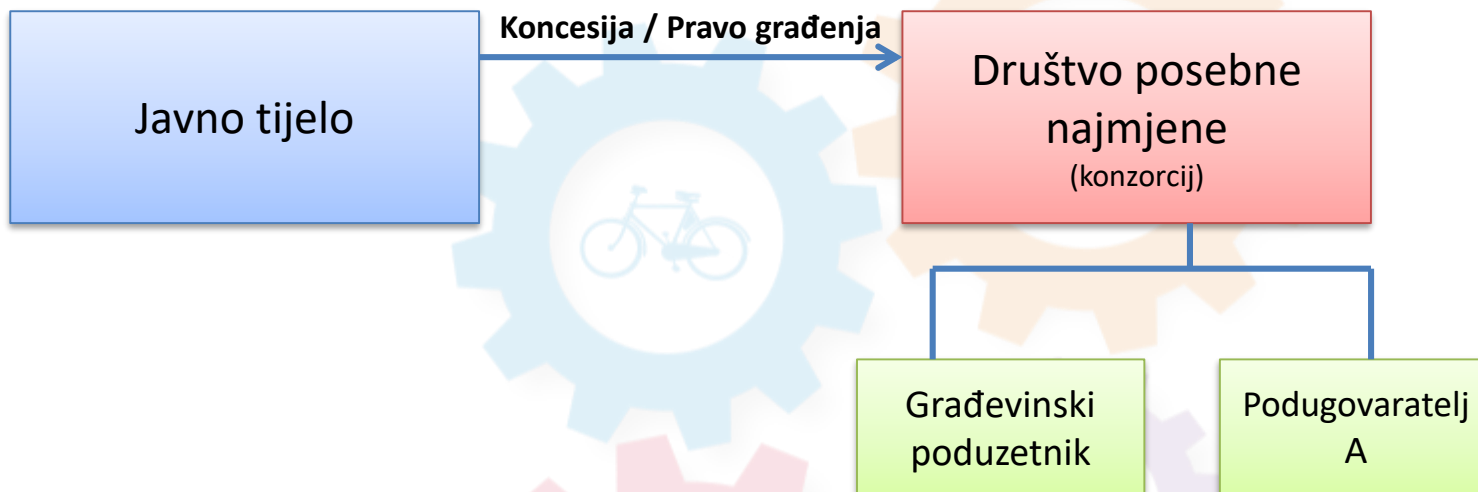 Koncesija / Pravo građenja
Javno tijelo
Društvo posebne
najmjene
(konzorcij)
Građevinski
poduzetnik
Podugovaratelj
A